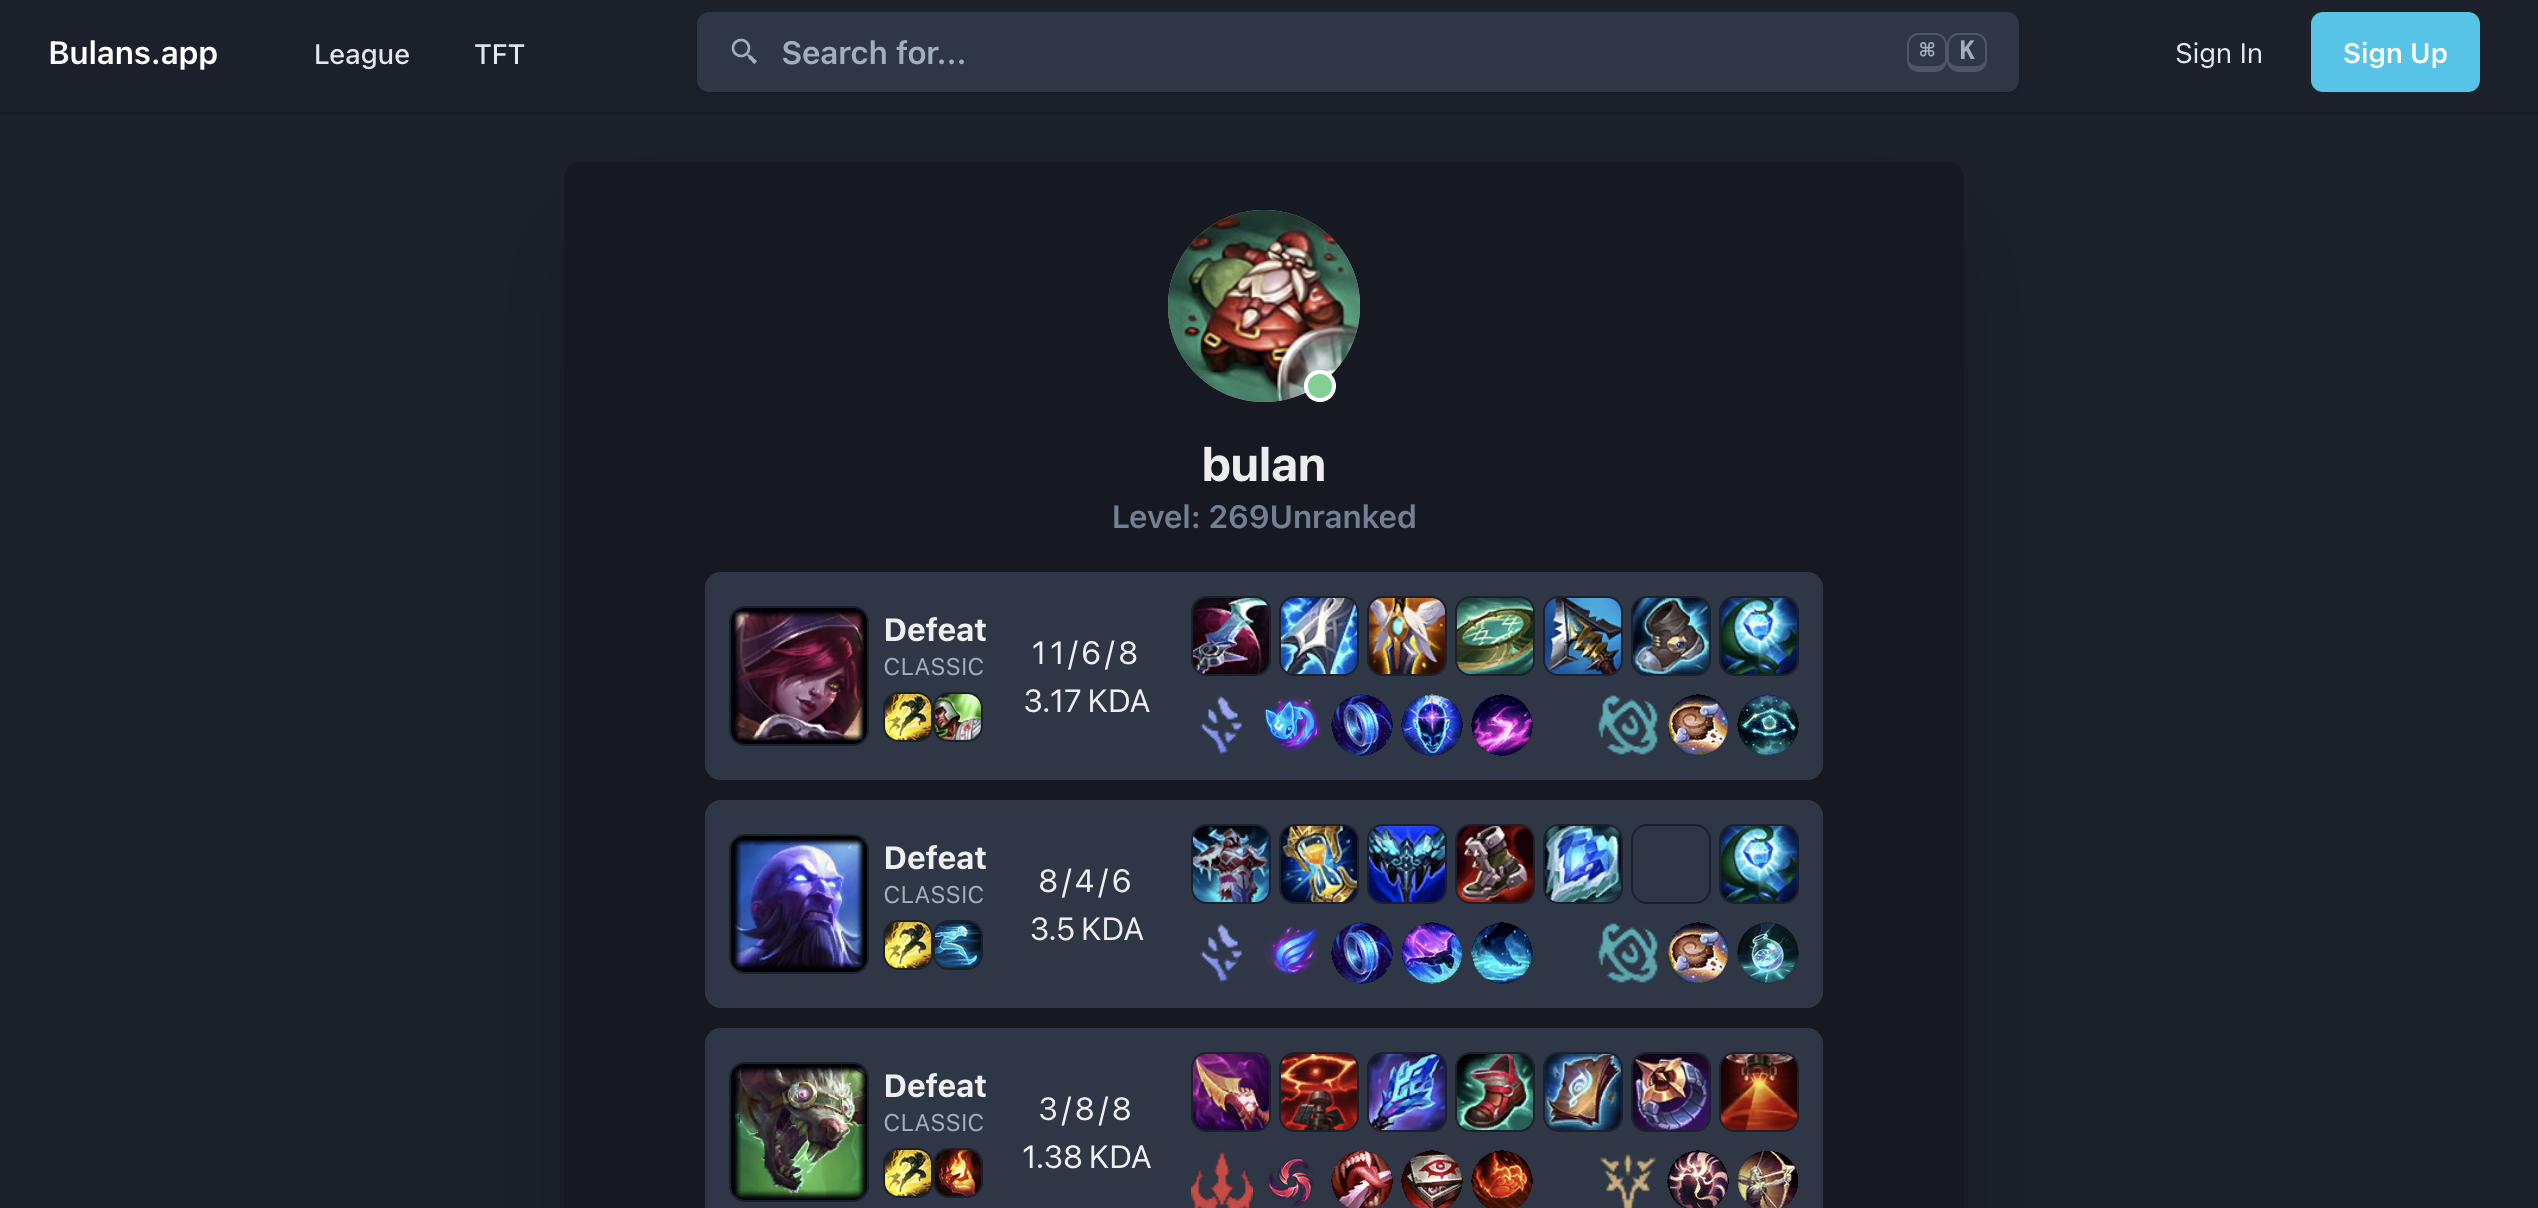 Bulans.app League TFT Search for... ⌘ K Sign In Sign Up
bulan
Level: 269Unranked
Defeat
CLASSIC
11/6/8
3.17 KDA
Defeat
CLASSIC
8/4/6
3.5 KDA
Defeat
CLASSIC
3/8/8
1.38 KDA